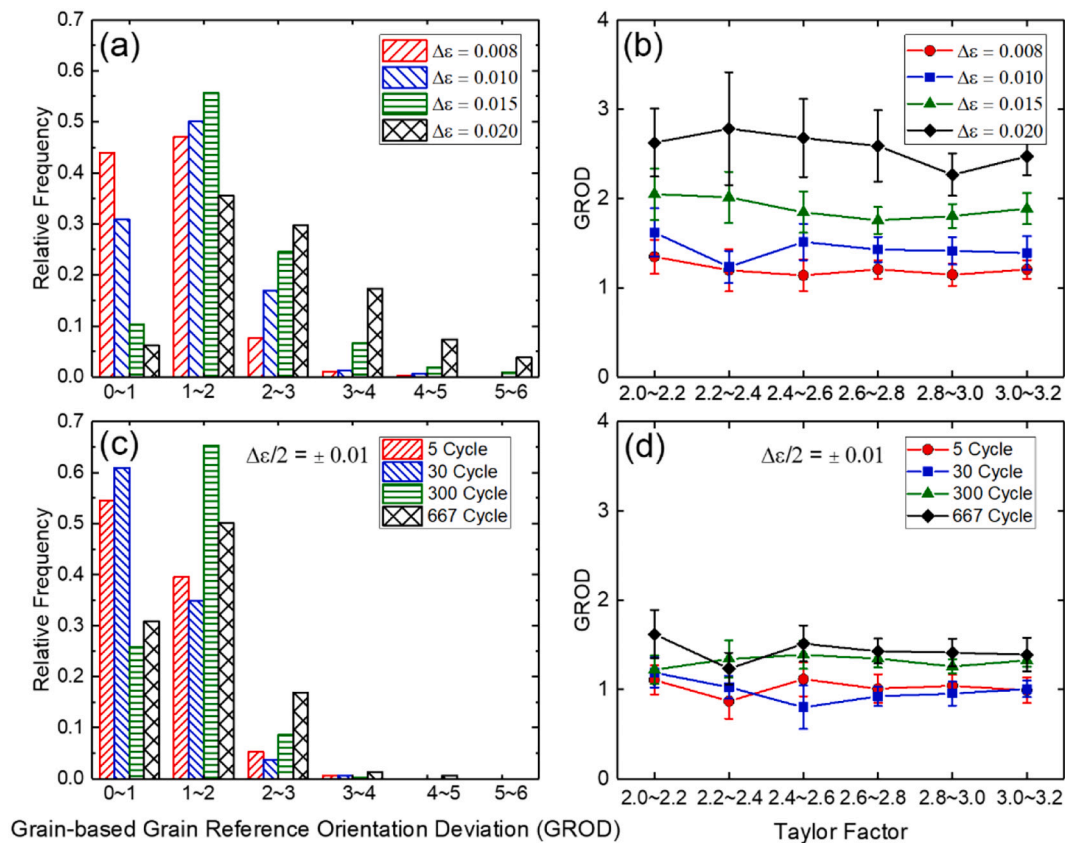 (a)
Δε = 0.008
Δε = 0.010
Δε = 0.015
Δε = 0.020
Relative Frequency
0.7
0.6
0.5
0.4
0.3
0.2
0.1
0.0
0~1 1~2 2~3 3~4 4~5 5~6
(b)
Δε = 0.008
Δε = 0.010
Δε = 0.015
Δε = 0.020
GROD
4
3
2
1
0
2.0~2.2 2.2~2.4 2.4~2.6 2.6~2.8 2.8~3.0 3.0~3.2
(c)
Δε/2 = ± 0.01
5 Cycle
30 Cycle
300 Cycle
667 Cycle
Relative Frequency
0.7
0.6
0.5
0.4
0.3
0.2
0.1
0.0
0~1 1~2 2~3 3~4 4~5 5~6
Grain-based Grain Reference Orientation Deviation (GROD)
(d)
Δε/2 = ± 0.01
5 Cycle
30 Cycle
300 Cycle
667 Cycle
GROD
4
3
2
1
0
2.0~2.2 2.2~2.4 2.4~2.6 2.6~2.8 2.8~3.0 3.0~3.2
Taylor Factor